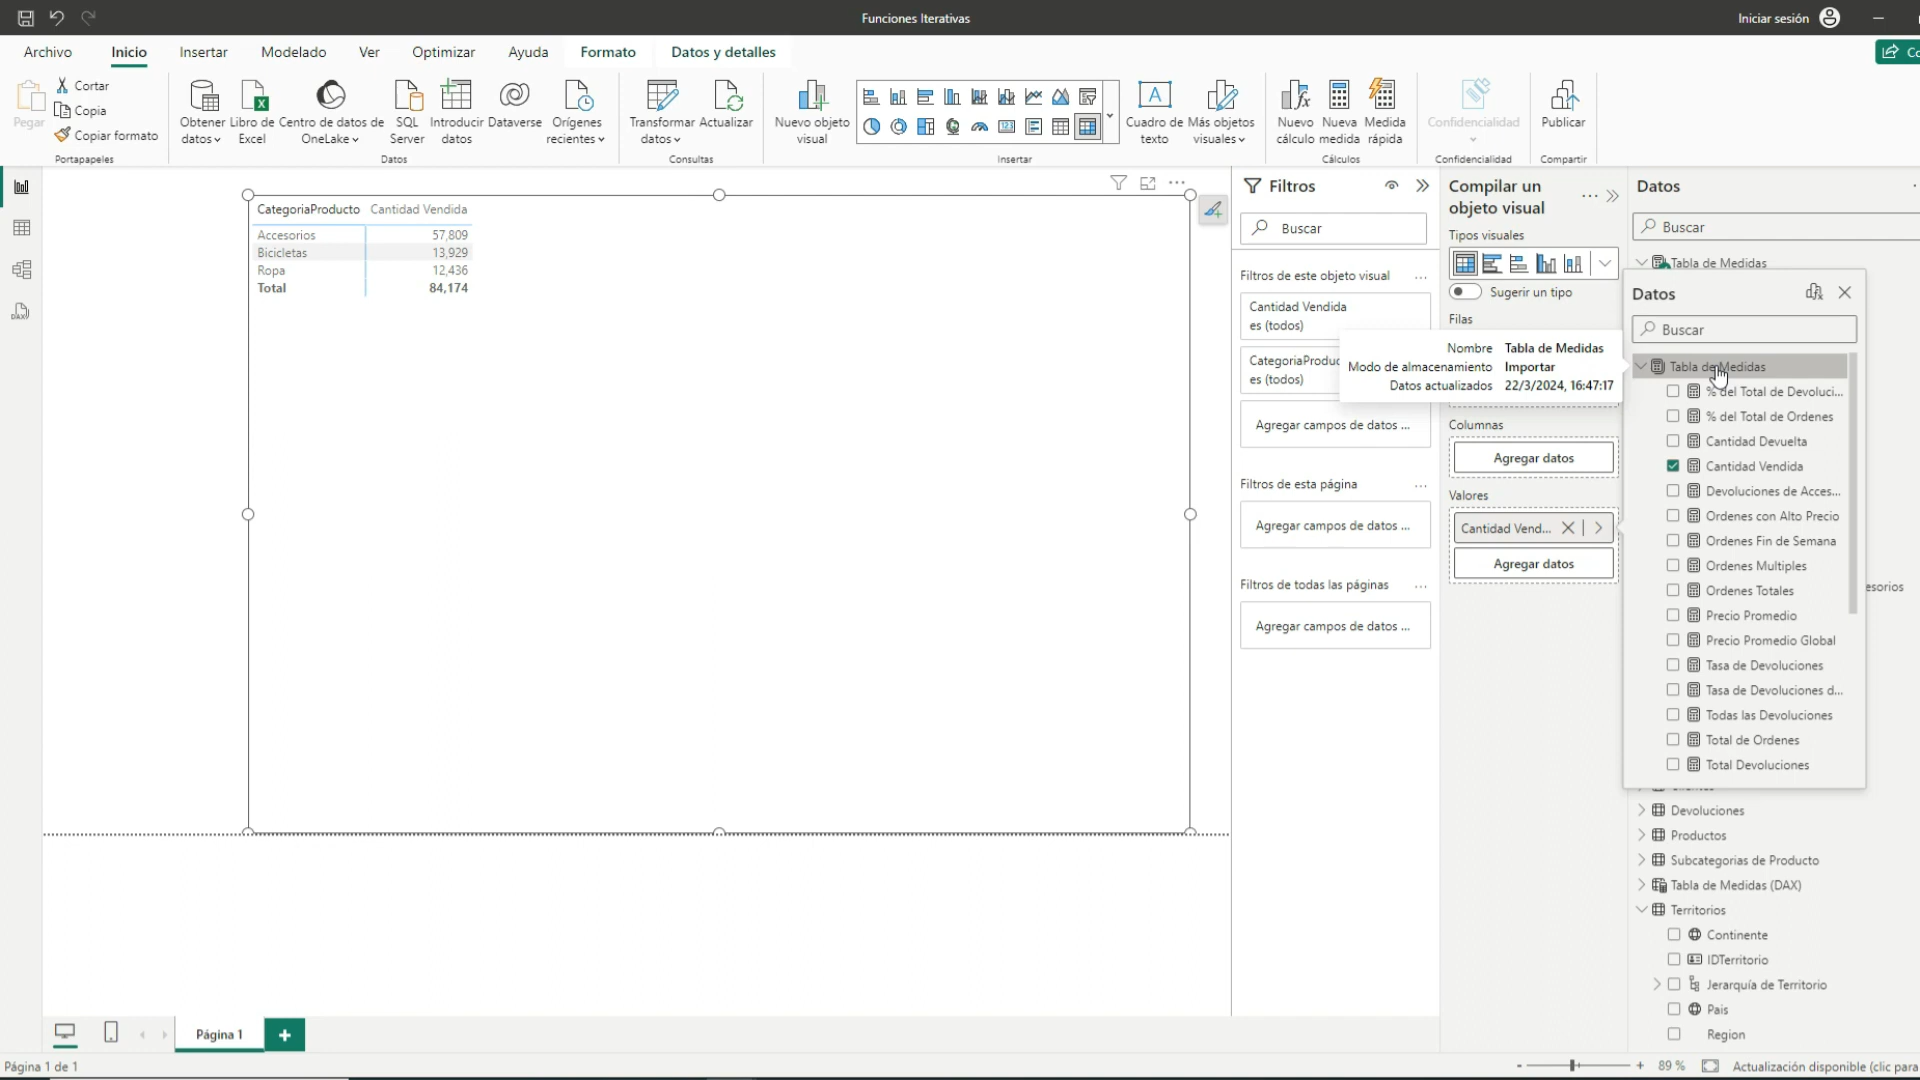 Funciones Iterativas
Iniciar sesión
Archivo
Inicio
Insertar
Modelado
Ver
Optimizar
Ayuda
Formato
Datos y detalles
Co
Pegar
Cortar
Copia
Copiar formato
Portapapeles
Obtener datos
Libro de Excel
Centro de datos de OneLake
SQL Server
Introducir datos
Dataverse
Orígenes recientes
Datos
Transformar datos
Actualizar
Consultas
Nuevo objeto visual
Cuadro de texto
Más objetos visuales
Insertar
Nuevo cálculo
Nueva medida
Medida rápida
Cálculos
Confidencialidad
Confidencialidad
Publicar
Compartir
CategoriaProducto Cantidad Vendida
Accesorios 57,809
Bicicletas 13,929
Ropa 12,436
Total 84,174
Filtros
Buscar
Filtros de este objeto visual
Cantidad Vendida
es (todos)
CategoriaProduc
es (todos)
Agregar campos de datos ...
Filtros de esta página
Agregar campos de datos ...
Filtros de todas las páginas
Agregar campos de datos ...
Compilar un
objeto visual
Tipos visuales
Sugerir un tipo
Filas
Nombre Tabla de Medidas
Modo de almacenamiento Importar
Datos actualizados 22/3/2024, 16:47:17
Columnas
Agregar datos
Valores
Cantidad Vend...
Agregar datos
Datos
Buscar
Tabla de Medidas
Datos
Buscar
Tabla de Medidas
% del Total de Devoluci...
% del Total de Ordenes
Cantidad Devuelta
Cantidad Vendida
Devoluciones de Acces...
Ordenes con Alto Precio
Ordenes Fin de Semana
Ordenes Multiples
Ordenes Totales
esorios
Precio Promedio
Precio Promedio Global
Tasa de Devoluciones
Tasa de Devoluciones d...
Todas las Devoluciones
Total de Ordenes
Total Devoluciones
Devoluciones
Productos
Subcategorias de Producto
Tabla de Medidas (DAX)
Territorios
Continente
IDTerritorio
Jerarquía de Territorio
Pais
Region
Página 1
Página 1 de 1
89 %
Actualización disponible (clic para